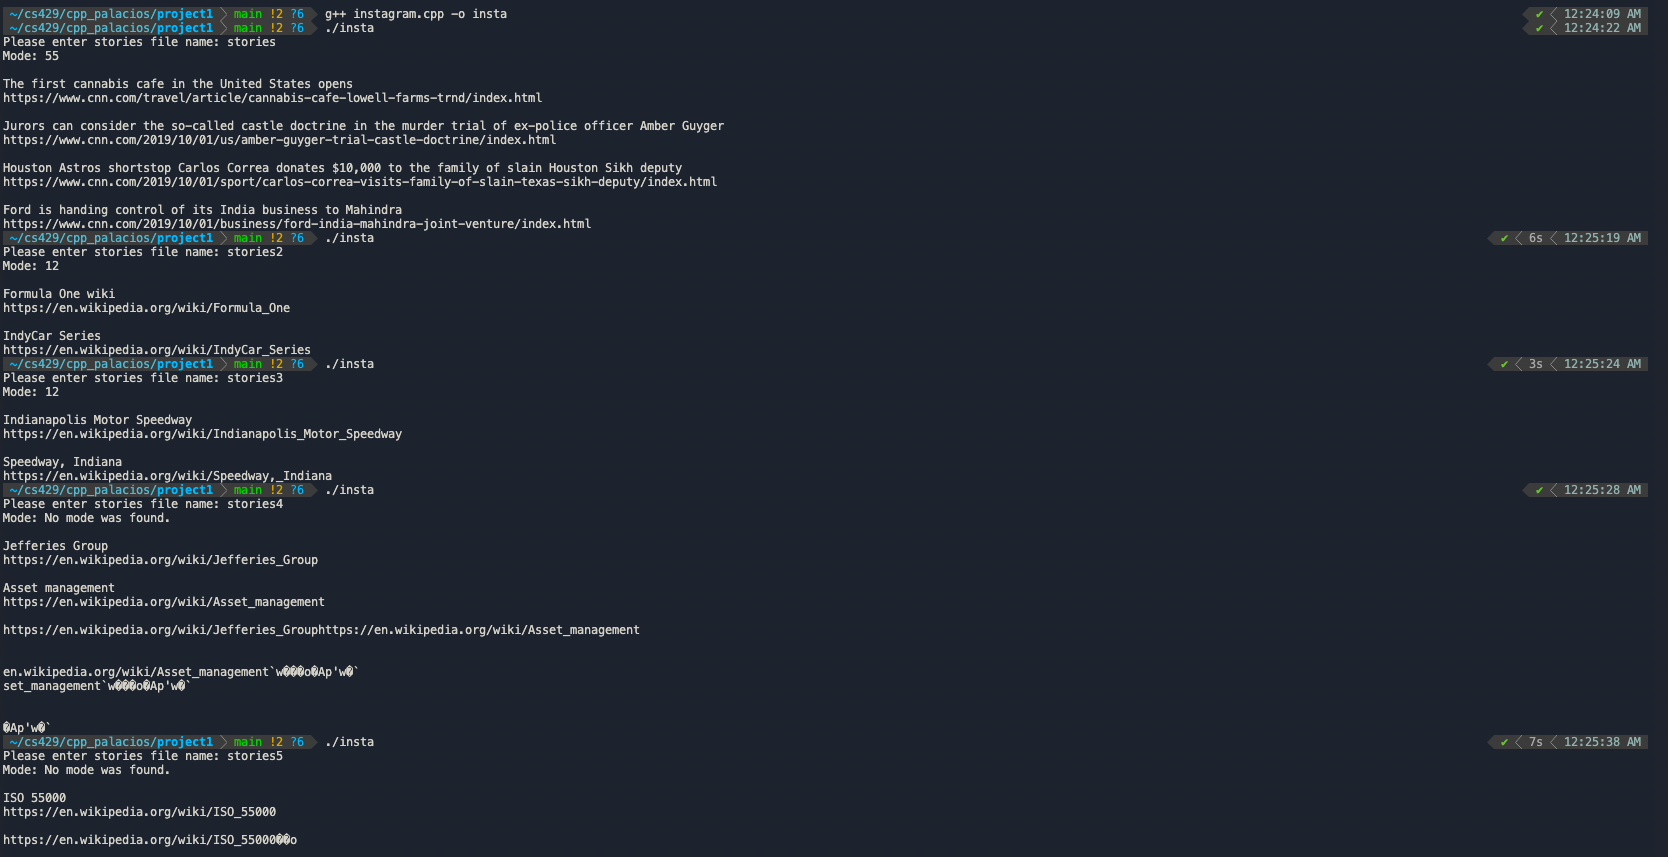 ~/cs429/cpp_palacios/project1 main !2 ?6 g++ instagram.cpp -o insta ✔ 12:24:09 AM
~/cs429/cpp_palacios/project1 main !2 ?6 ./insta ✔ 12:24:22 AM
Please enter stories file name: stories
Mode: 55
The first cannabis cafe in the United States opens
https://www.cnn.com/travel/article/cannabis-cafe-lowell-farms-trnd/index.html
Jurors can consider the so-called castle doctrine in the murder trial of ex-police officer Amber Guyger
https://www.cnn.com/2019/10/01/us/amber-guyger-trial-castle-doctrine/index.html
Houston Astros shortstop Carlos Correa donates $10,000 to the family of slain Houston Sikh deputy
https://www.cnn.com/2019/10/01/sport/carlos-correa-visits-family-of-slain-texas-sikh-deputy/index.html
Ford is handing control of its India business to Mahindra
https://www.cnn.com/2019/10/01/business/ford-india-mahindra-joint-venture/index.html
~/cs429/cpp_palacios/project1 main !2 ?6 ./insta ✔ 6s 12:25:19 AM
Please enter stories file name: stories2
Mode: 12
Formula One wiki
https://en.wikipedia.org/wiki/Formula_One
IndyCar Series
https://en.wikipedia.org/wiki/IndyCar_Series
~/cs429/cpp_palacios/project1 main !2 ?6 ./insta ✔ 3s 12:25:24 AM
Please enter stories file name: stories3
Mode: 12
Indianapolis Motor Speedway
https://en.wikipedia.org/wiki/Indianapolis_Motor_Speedway
Speedway, Indiana
https://en.wikipedia.org/wiki/Speedway,_Indiana
~/cs429/cpp_palacios/project1 main !2 ?6 ./insta ✔ 12:25:28 AM
Please enter stories file name: stories4
Mode: No mode was found.
Jefferies Group
https://en.wikipedia.org/wiki/Jefferies_Group
Asset management
https://en.wikipedia.org/wiki/Asset_management
https://en.wikipedia.org/wiki/Jefferies_Grouphttps://en.wikipedia.org/wiki/Asset_management
en.wikipedia.org/wiki/Asset_management`w���o�Ap'w�`
set_management`w���o�Ap'w�`
�Ap'w�`
~/cs429/cpp_palacios/project1 main !2 ?6 ./insta ✔ 7s 12:25:38 AM
Please enter stories file name: stories5
Mode: No mode was found.
ISO 55000
https://en.wikipedia.org/wiki/ISO_55000
https://en.wikipedia.org/wiki/ISO_55000��o